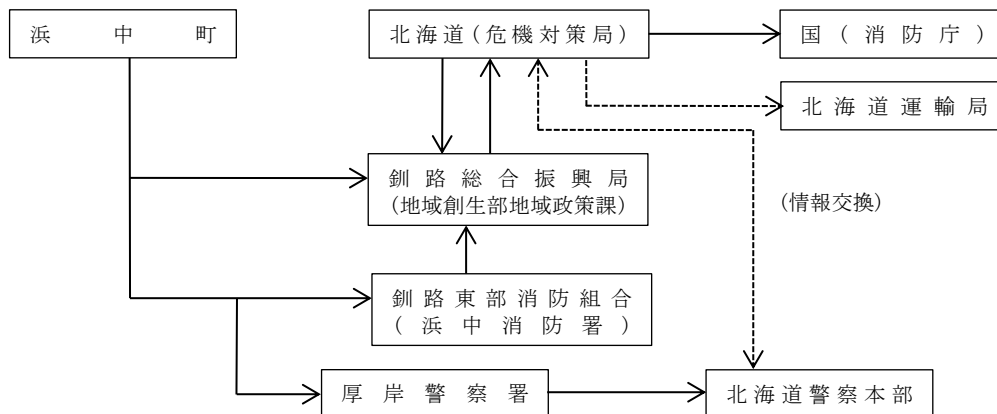 浜中町
北海道(危機対策局)
国(消防庁)
北海道運輸局
釧路総合振興局
(地域創生部地域政策課)
(情報交換)
釧路東部消防組合
(浜中消防署)
厚岸警察署
北海道警察本部